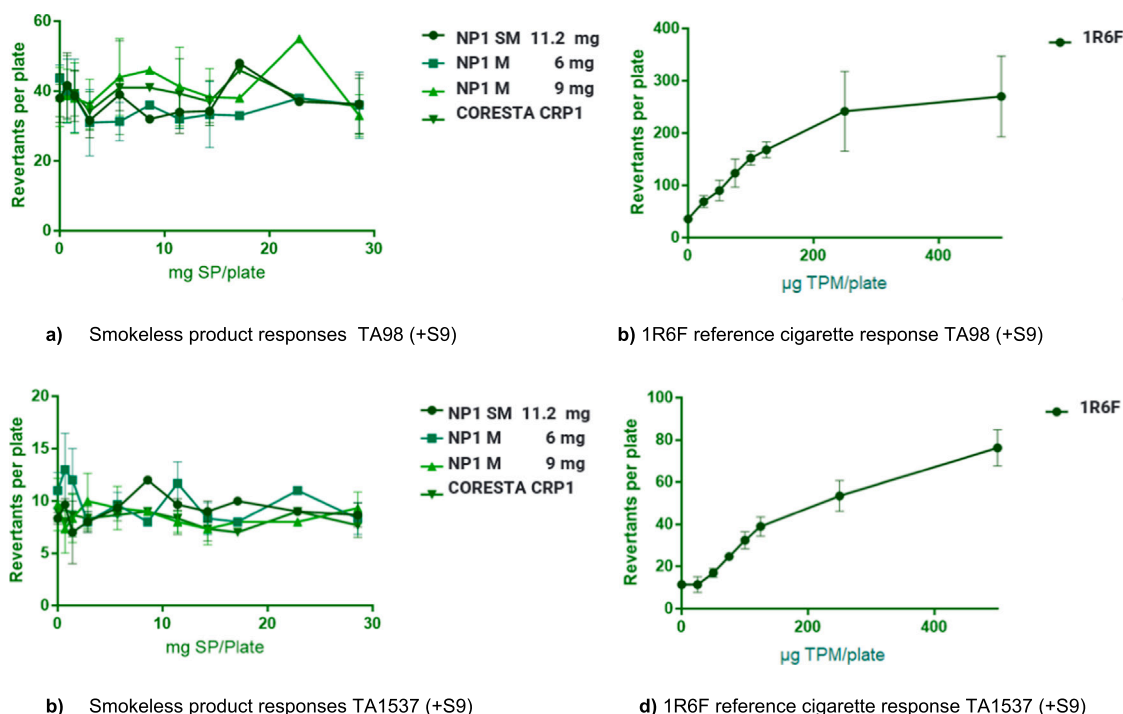 60
40
20
0
Revertants per plate
0 10 20 30
mg SP/plate
NP1 SM 11.2 mg
NP1 M 6 mg
NP1 M 9 mg
CORESTA CRP1
400
300
200
100
0
Revertants per plate
0 200 400
µg TPM/plate
1R6F
a) Smokeless product responses TA98 (+S9)
b) 1R6F reference cigarette response TA98 (+S9)
20
15
10
5
0
Revertants per plate
0 10 20 30
mg SP/Plate
NP1 SM 11.2 mg
NP1 M 6 mg
NP1 M 9 mg
CORESTA CRP1
100
80
60
40
20
0
Revertants per plate
0 200 400
µg TPM/plate
1R6F
b) Smokeless product responses TA1537 (+S9)
d) 1R6F reference cigarette response TA1537 (+S9)